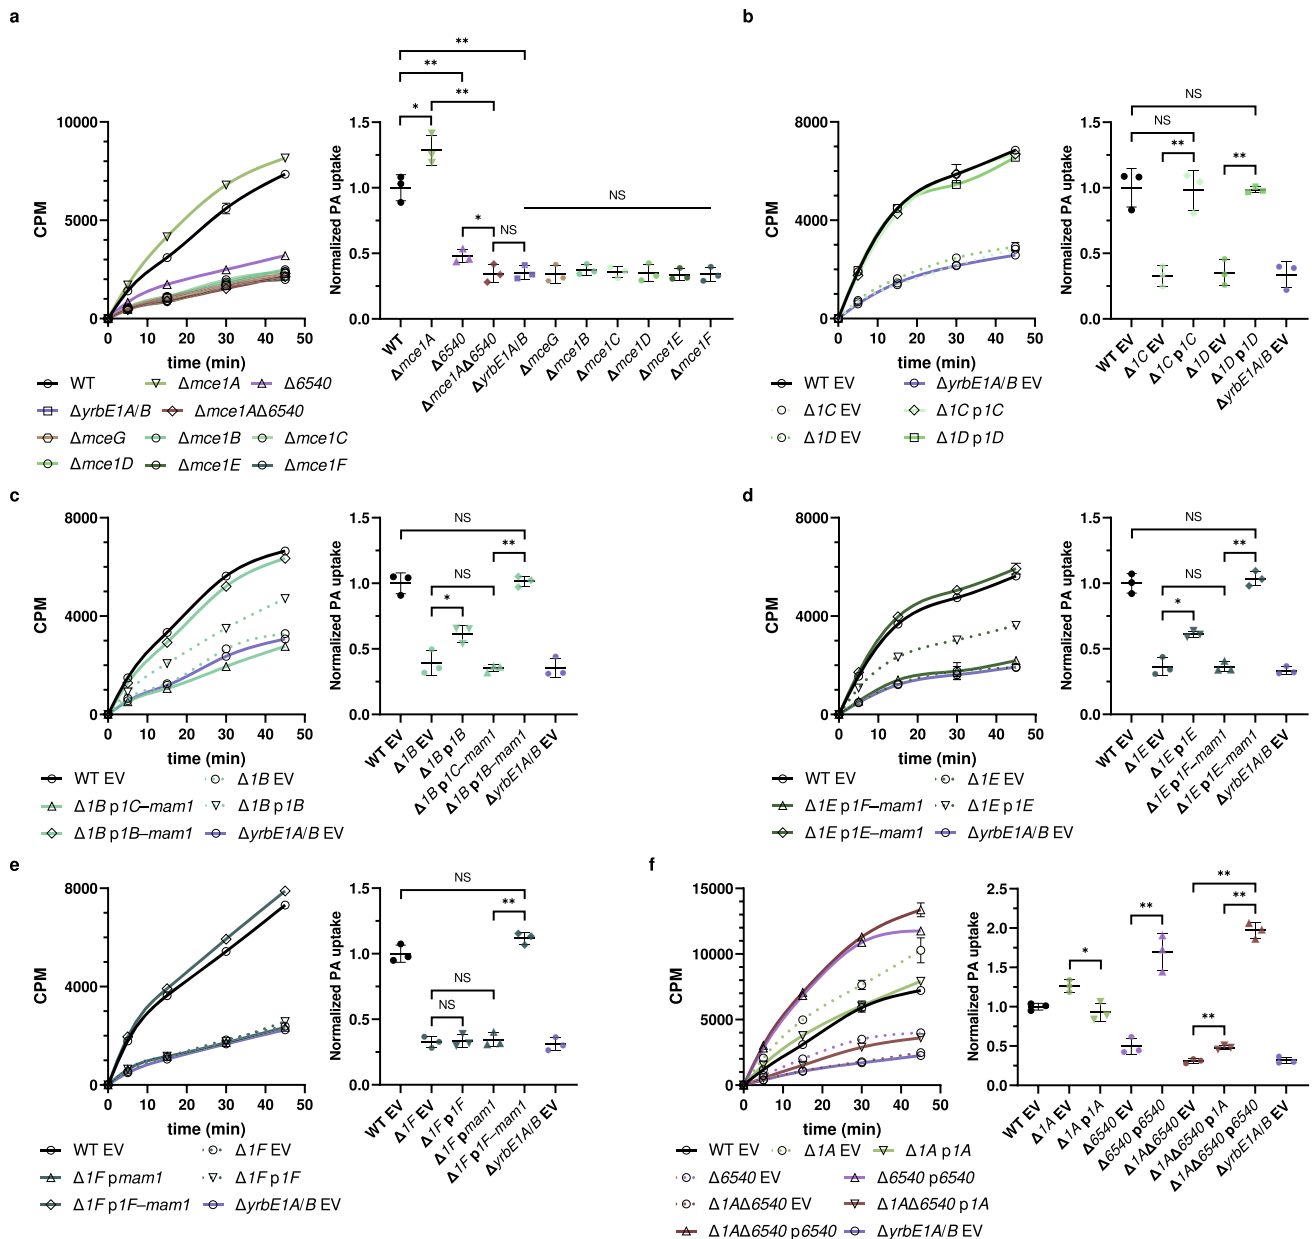 a
10000
5000
0
CPM
0 10 20 30 40 50
time (min)
WT Δmce1A Δ6540
ΔyrbE1A/B Δmce1AΔ6540
ΔmceG Δmce1B Δmce1C
Δmce1D Δmce1E Δmce1F
1.5
1.0
0.5
0.0
Normalized PA uptake
** ** ** * * NS NS
WT Δmce1A Δ6540 Δmce1AΔ6540 ΔyrbE1A/B ΔmceG Δmce1B Δmce1C Δmce1D Δmce1E Δmce1F
b
8000
4000
0
CPM
0 10 20 30 40 50
time (min)
WT EV ΔyrbE1A/B EV
Δ1C EV Δ1C p1C
Δ1D EV Δ1D p1D
1.5
1.0
0.5
0.0
Normalized PA uptake
NS NS ** **
WT EV Δ1C EV Δ1C p1C Δ1D EV Δ1D p1D ΔyrbE1A/B EV
c
8000
4000
0
CPM
0 10 20 30 40 50
time (min)
WT EV Δ1B EV
Δ1B p1C–mam1 Δ1B p1B
Δ1B p1B–mam1 ΔyrbE1A/B EV
1.5
1.0
0.5
0.0
Normalized PA uptake
NS ** NS *
WT EV Δ1B EV Δ1B p1B Δ1B p1C–mam1 Δ1B p1B–mam1 ΔyrbE1A/B EV
d
8000
4000
0
CPM
0 10 20 30 40 50
time (min)
WT EV Δ1E EV
Δ1E p1F–mam1 Δ1E p1E
Δ1E p1E–mam1 ΔyrbE1A/B EV
1.5
1.0
0.5
0.0
Normalized PA uptake
NS ** NS *
WT EV Δ1E EV Δ1E p1E Δ1E p1F–mam1 Δ1E p1E–mam1 ΔyrbE1A/B EV
e
8000
4000
0
CPM
0 10 20 30 40 50
time (min)
WT EV Δ1F EV
Δ1F pmam1 Δ1F p1F
Δ1F p1F–mam1 ΔyrbE1A/B EV
1.5
1.0
0.5
0.0
Normalized PA uptake
NS ** NS NS
WT EV Δ1F EV Δ1F p1F Δ1F pmam1 Δ1F p1F–mam1 ΔyrbE1A/B EV
f
15000
10000
5000
0
CPM
0 10 20 30 40 50
time (min)
WT EV Δ1A EV Δ1A p1A
Δ6540 EV Δ6540 p6540
Δ1AΔ6540 EV Δ1AΔ6540 p1A
Δ1AΔ6540 p6540 ΔyrbE1A/B EV
2.5
2.0
1.5
1.0
0.5
0.0
Normalized PA uptake
** ** ** * **
WT EV Δ1A EV Δ1A p1A Δ6540 EV Δ6540 p6540 Δ1AΔ6540 EV Δ1AΔ6540 p1A Δ1AΔ6540 p6540 ΔyrbE1A/B EV